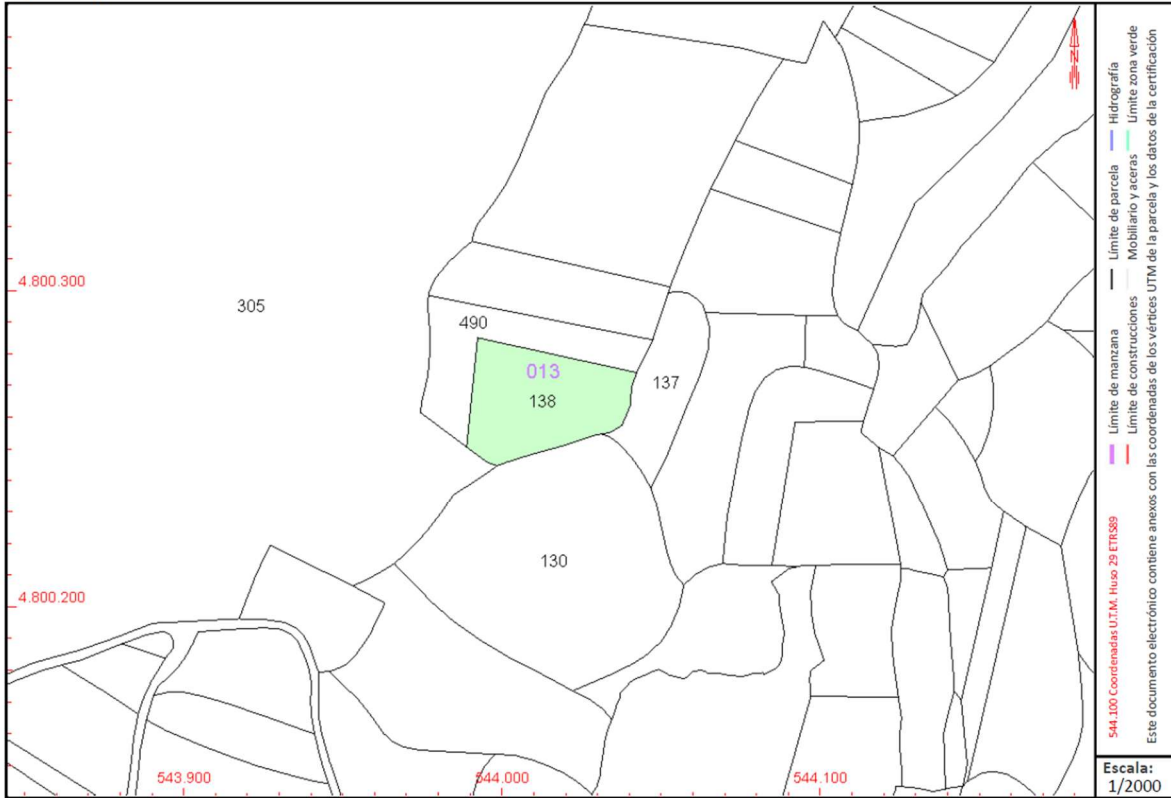 4.800.300
305
490
013
137
138
130
4.800.200
543.900
544.000
544.100
N
544.100 Coordenadas U.T.M. Huso 29 ETRS89
Límite de manzana
Límite de parcela
Hidrografía
Límite de construcciones
Mobiliario y aceras
Límite zona verde
Este documento electrónico contiene anexos con las coordenadas de los vértices UTM de la parcela y los datos de la certificación
Escala:
1/2000